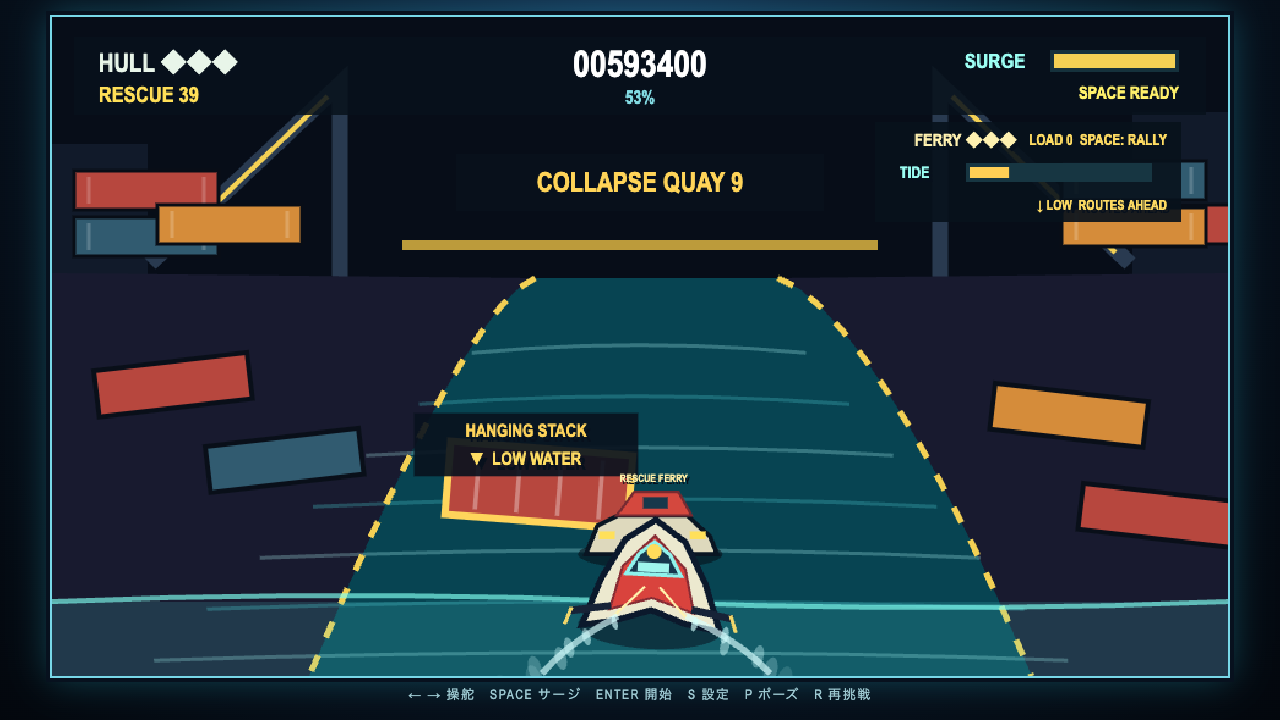 HULL
RESCUE 39
00593400
53%
SURGE
SPACE READY
FERRY LOAD 0 SPACE: RALLY
TIDE
↓ LOW ROUTES AHEAD
COLLAPSE QUAY 9
HANGING STACK
▼ LOW WATER
RESCUE FERRY
← → 操舵 SPACE サージ ENTER 開始 S 設定 P ポーズ R 再挑戦